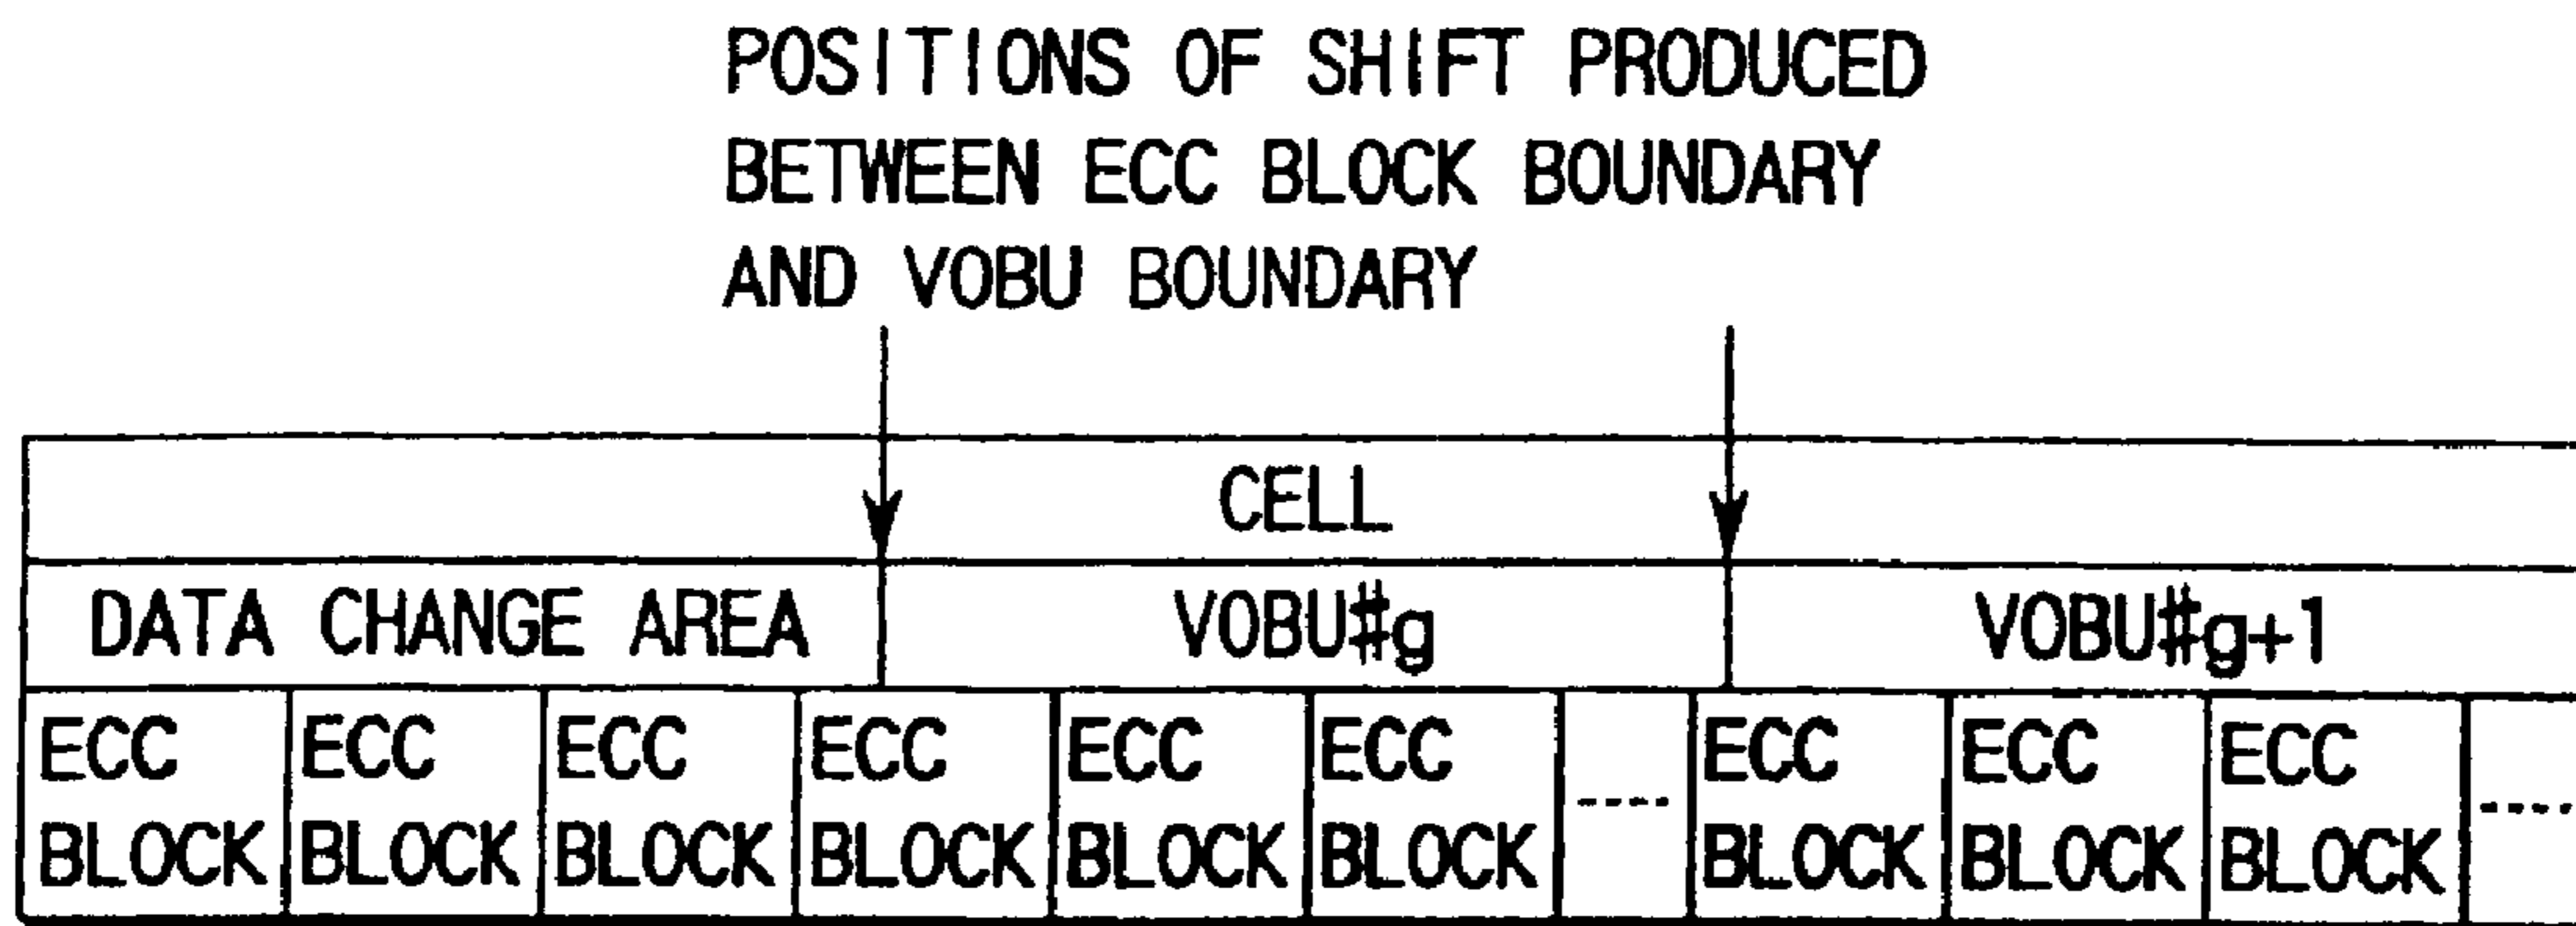 POSITIONS OF SHIFT PRODUCED
BETWEEN ECC BLOCK BOUNDARY
AND VOBU BOUNDARY
CELL
DATA CHANGE AREA VOBU#g VOBU#g+1
ECC ECC ECC ECC ECC ECC ---- ECC ECC ECC ----
BLOCK BLOCK BLOCK BLOCK BLOCK BLOCK BLOCK BLOCK BLOCK